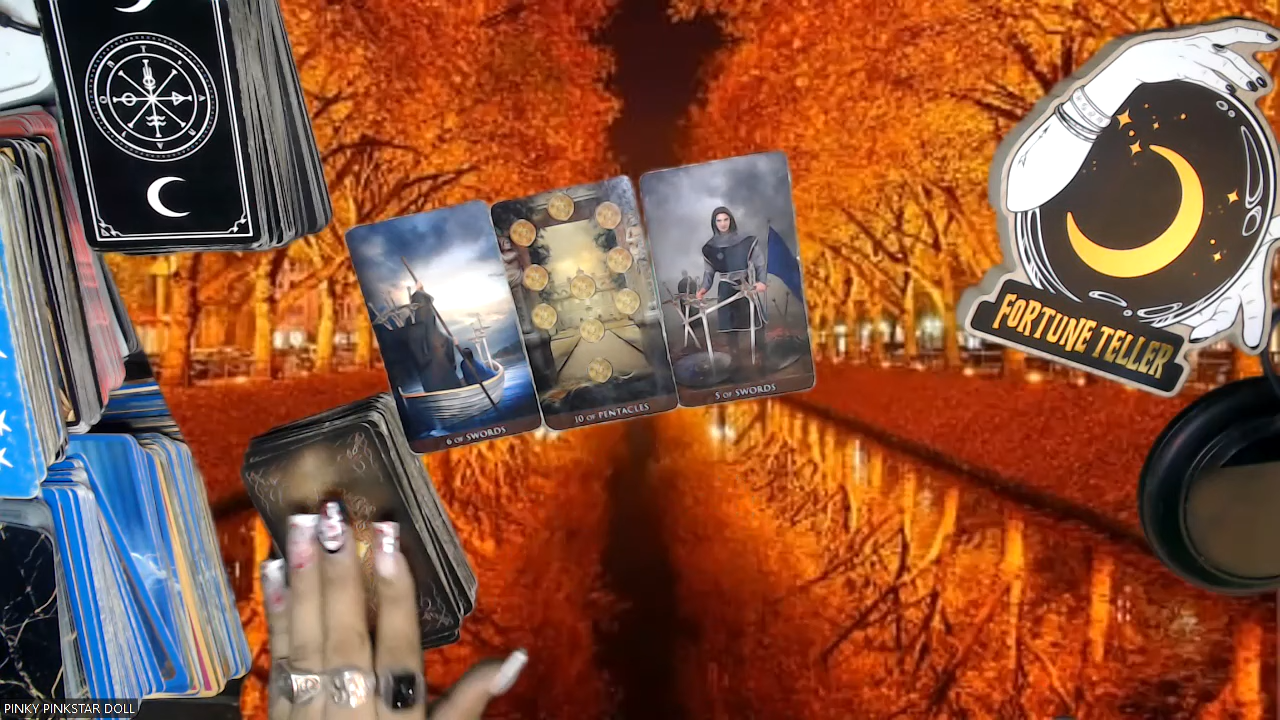 6 OF SWORDS
10 OF PENTACLES
5 OF SWORDS
FORTUNE TELLER
PINKY PINKSTAR DOLL